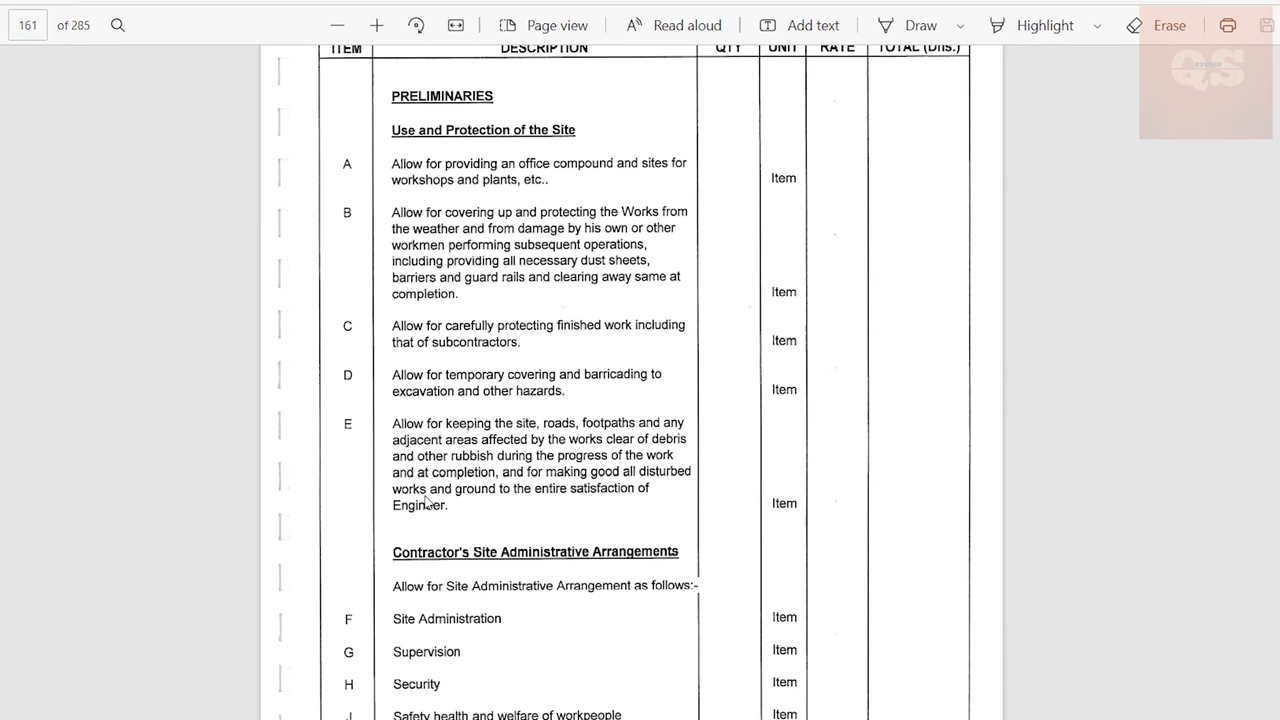 161 of 285 Page view Read aloud Add text Draw Highlight Erase
QS
STUDIO
ITEM DESCRIPTION QTY UNIT RATE TOTAL (Dhs.)
PRELIMINARIES
Use and Protection of the Site
A Allow for providing an office compound and sites for
workshops and plants, etc.. Item
B Allow for covering up and protecting the Works from
the weather and from damage by his own or other
workmen performing subsequent operations,
including providing all necessary dust sheets,
barriers and guard rails and clearing away same at
completion. Item
C Allow for carefully protecting finished work including
that of subcontractors. Item
D Allow for temporary covering and barricading to
excavation and other hazards. Item
E Allow for keeping the site, roads, footpaths and any
adjacent areas affected by the works clear of debris
and other rubbish during the progress of the work
and at completion, and for making good all disturbed
works and ground to the entire satisfaction of
Engineer. Item
Contractor's Site Administrative Arrangements
Allow for Site Administrative Arrangement as follows:-
F Site Administration Item
G Supervision Item
H Security Item
J Safety health and welfare of workpeople Item